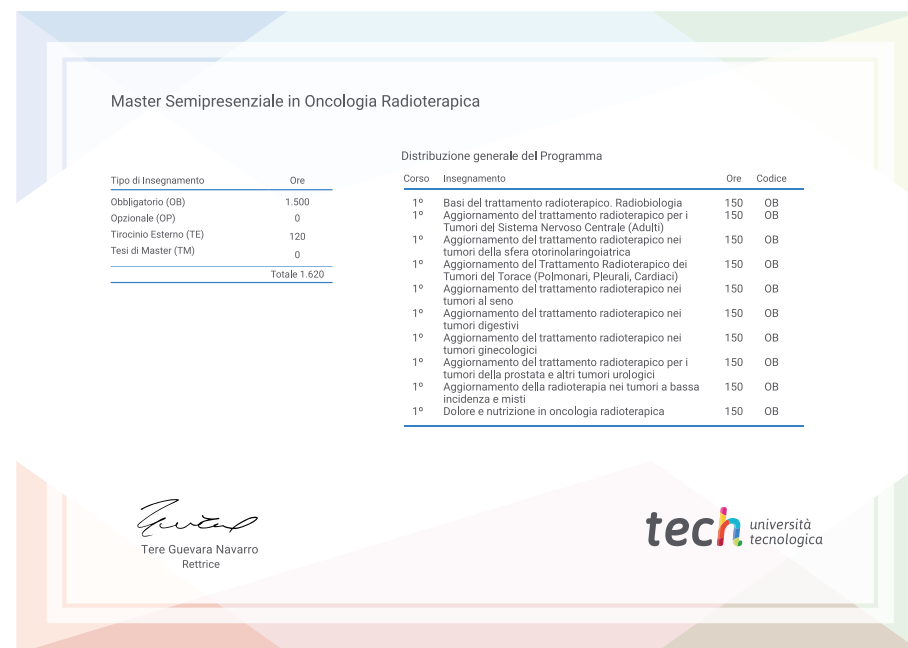 Master Semipresenziale in Oncologia Radioterapica
Tipo di Insegnamento Ore
Obbligatorio (OB) 1.500
Opzionale (OP) 0
Tirocinio Esterno (TE) 120
Tesi di Master (TM) 0
Totale 1.620
Distribuzione generale del Programma
Corso Insegnamento Ore Codice
1º Basi del trattamento radioterapico. Radiobiologia 150 OB
1º Aggiornamento del trattamento radioterapico per i 150 OB
Tumori del Sistema Nervoso Centrale (Adulti)
1º Aggiornamento del trattamento radioterapico nei 150 OB
tumori della sfera otorinolaringoiatrica
1º Aggiornamento del Trattamento Radioterapico dei 150 OB
Tumori del Torace (Polmonari, Pleurali, Cardiaci)
1º Aggiornamento del trattamento radioterapico nei 150 OB
tumori al seno
1º Aggiornamento del trattamento radioterapico nei 150 OB
tumori digestivi
1º Aggiornamento del trattamento radioterapico nei 150 OB
tumori ginecologici
1º Aggiornamento del trattamento radioterapico per i 150 OB
tumori della prostata e altri tumori urologici
1º Aggiornamento della radioterapia nei tumori a bassa 150 OB
incidenza e misti
1º Dolore e nutrizione in oncologia radioterapica 150 OB
Tere Guevara Navarro
Rettrice
tech università
tecnologica